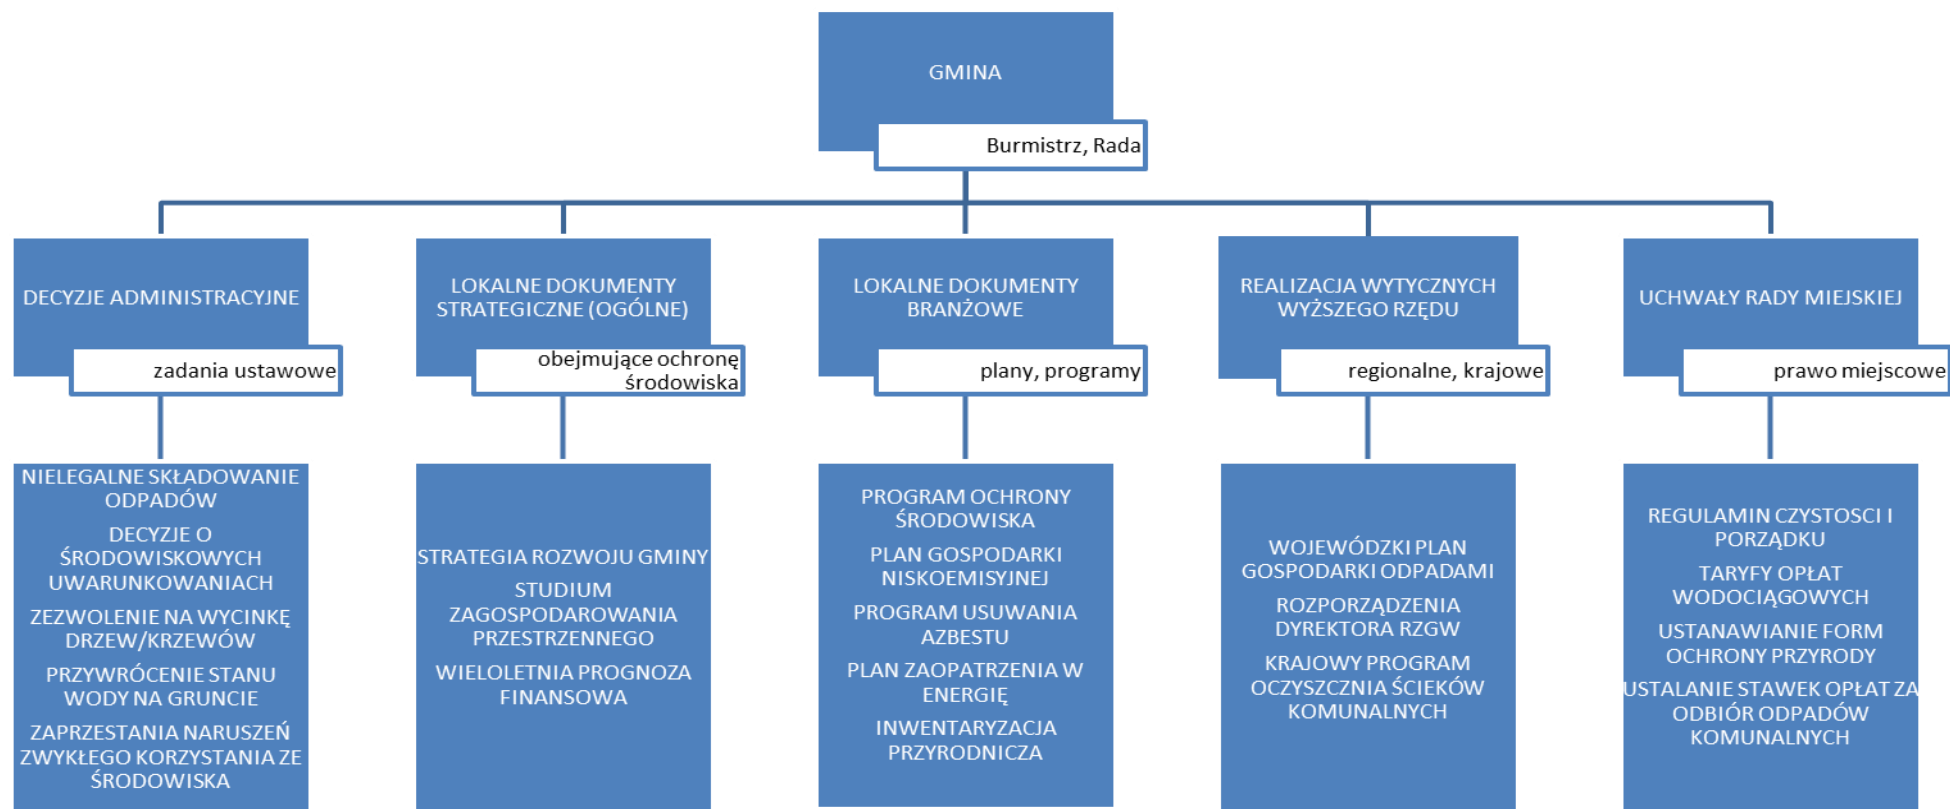 GMINA
Burmistrz, Rada
DECYZJE ADMINISTRACYJNE
zadania ustawowe
LOKALNE DOKUMENTY
STRATEGICZNE (OGÓLNE)
obejmujące ochronę
środowiska
LOKALNE DOKUMENTY
BRANŻOWE
plany, programy
REALIZACJA WYTYCZNYCH
WYŻSZEGO RZĘDU
regionalne, krajowe
UCHWAŁY RADY MIEJSKIEJ
prawo miejscowe
NIELEGALNE SKŁADOWANIE
ODPADÓW
DECYZJE O
ŚRODOWISKOWYCH
UWARUNKOWANIACH
ZEZWOLENIE NA WYCINKĘ
DRZEW/KRZEWÓW
PRZYWRÓCENIE STANU
WODY NA GRUNCIE
ZAPRZESTANIA NARUSZEŃ
ZWYKŁEGO KORZYSTANIA ZE
ŚRODOWISKA
STRATEGIA ROZWOJU GMINY
STUDIUM
ZAGOSPODAROWANIA
PRZESTRZENNEGO
WIELOLETNIA PROGNOZA
FINANSOWA
PROGRAM OCHRONY
ŚRODOWISKA
PLAN GOSPODARKI
NISKOEMISYJNEJ
PROGRAM USUWANIA
AZBESTU
PLAN ZAOPATRZENIA W
ENERGIĘ
INWENTARYZACJA
PRZYRODNICZA
WOJEWÓDZKI PLAN
GOSPODARKI ODPADAMI
ROZPORZĄDZENIA
DYREKTORA RZGW
KRAJOWY PROGRAM
OCZYSZCZNIA ŚCIEKÓW
KOMUNALNYCH
REGULAMIN CZYSTOSCI I
PORZĄDKU
TARYFY OPŁAT
WODOCIĄGOWYCH
USTANAWIANIE FORM
OCHRONY PRZYRODY
USTALANIE STAWEK OPŁAT ZA
ODBIÓR ODPADÓW
KOMUNALNYCH